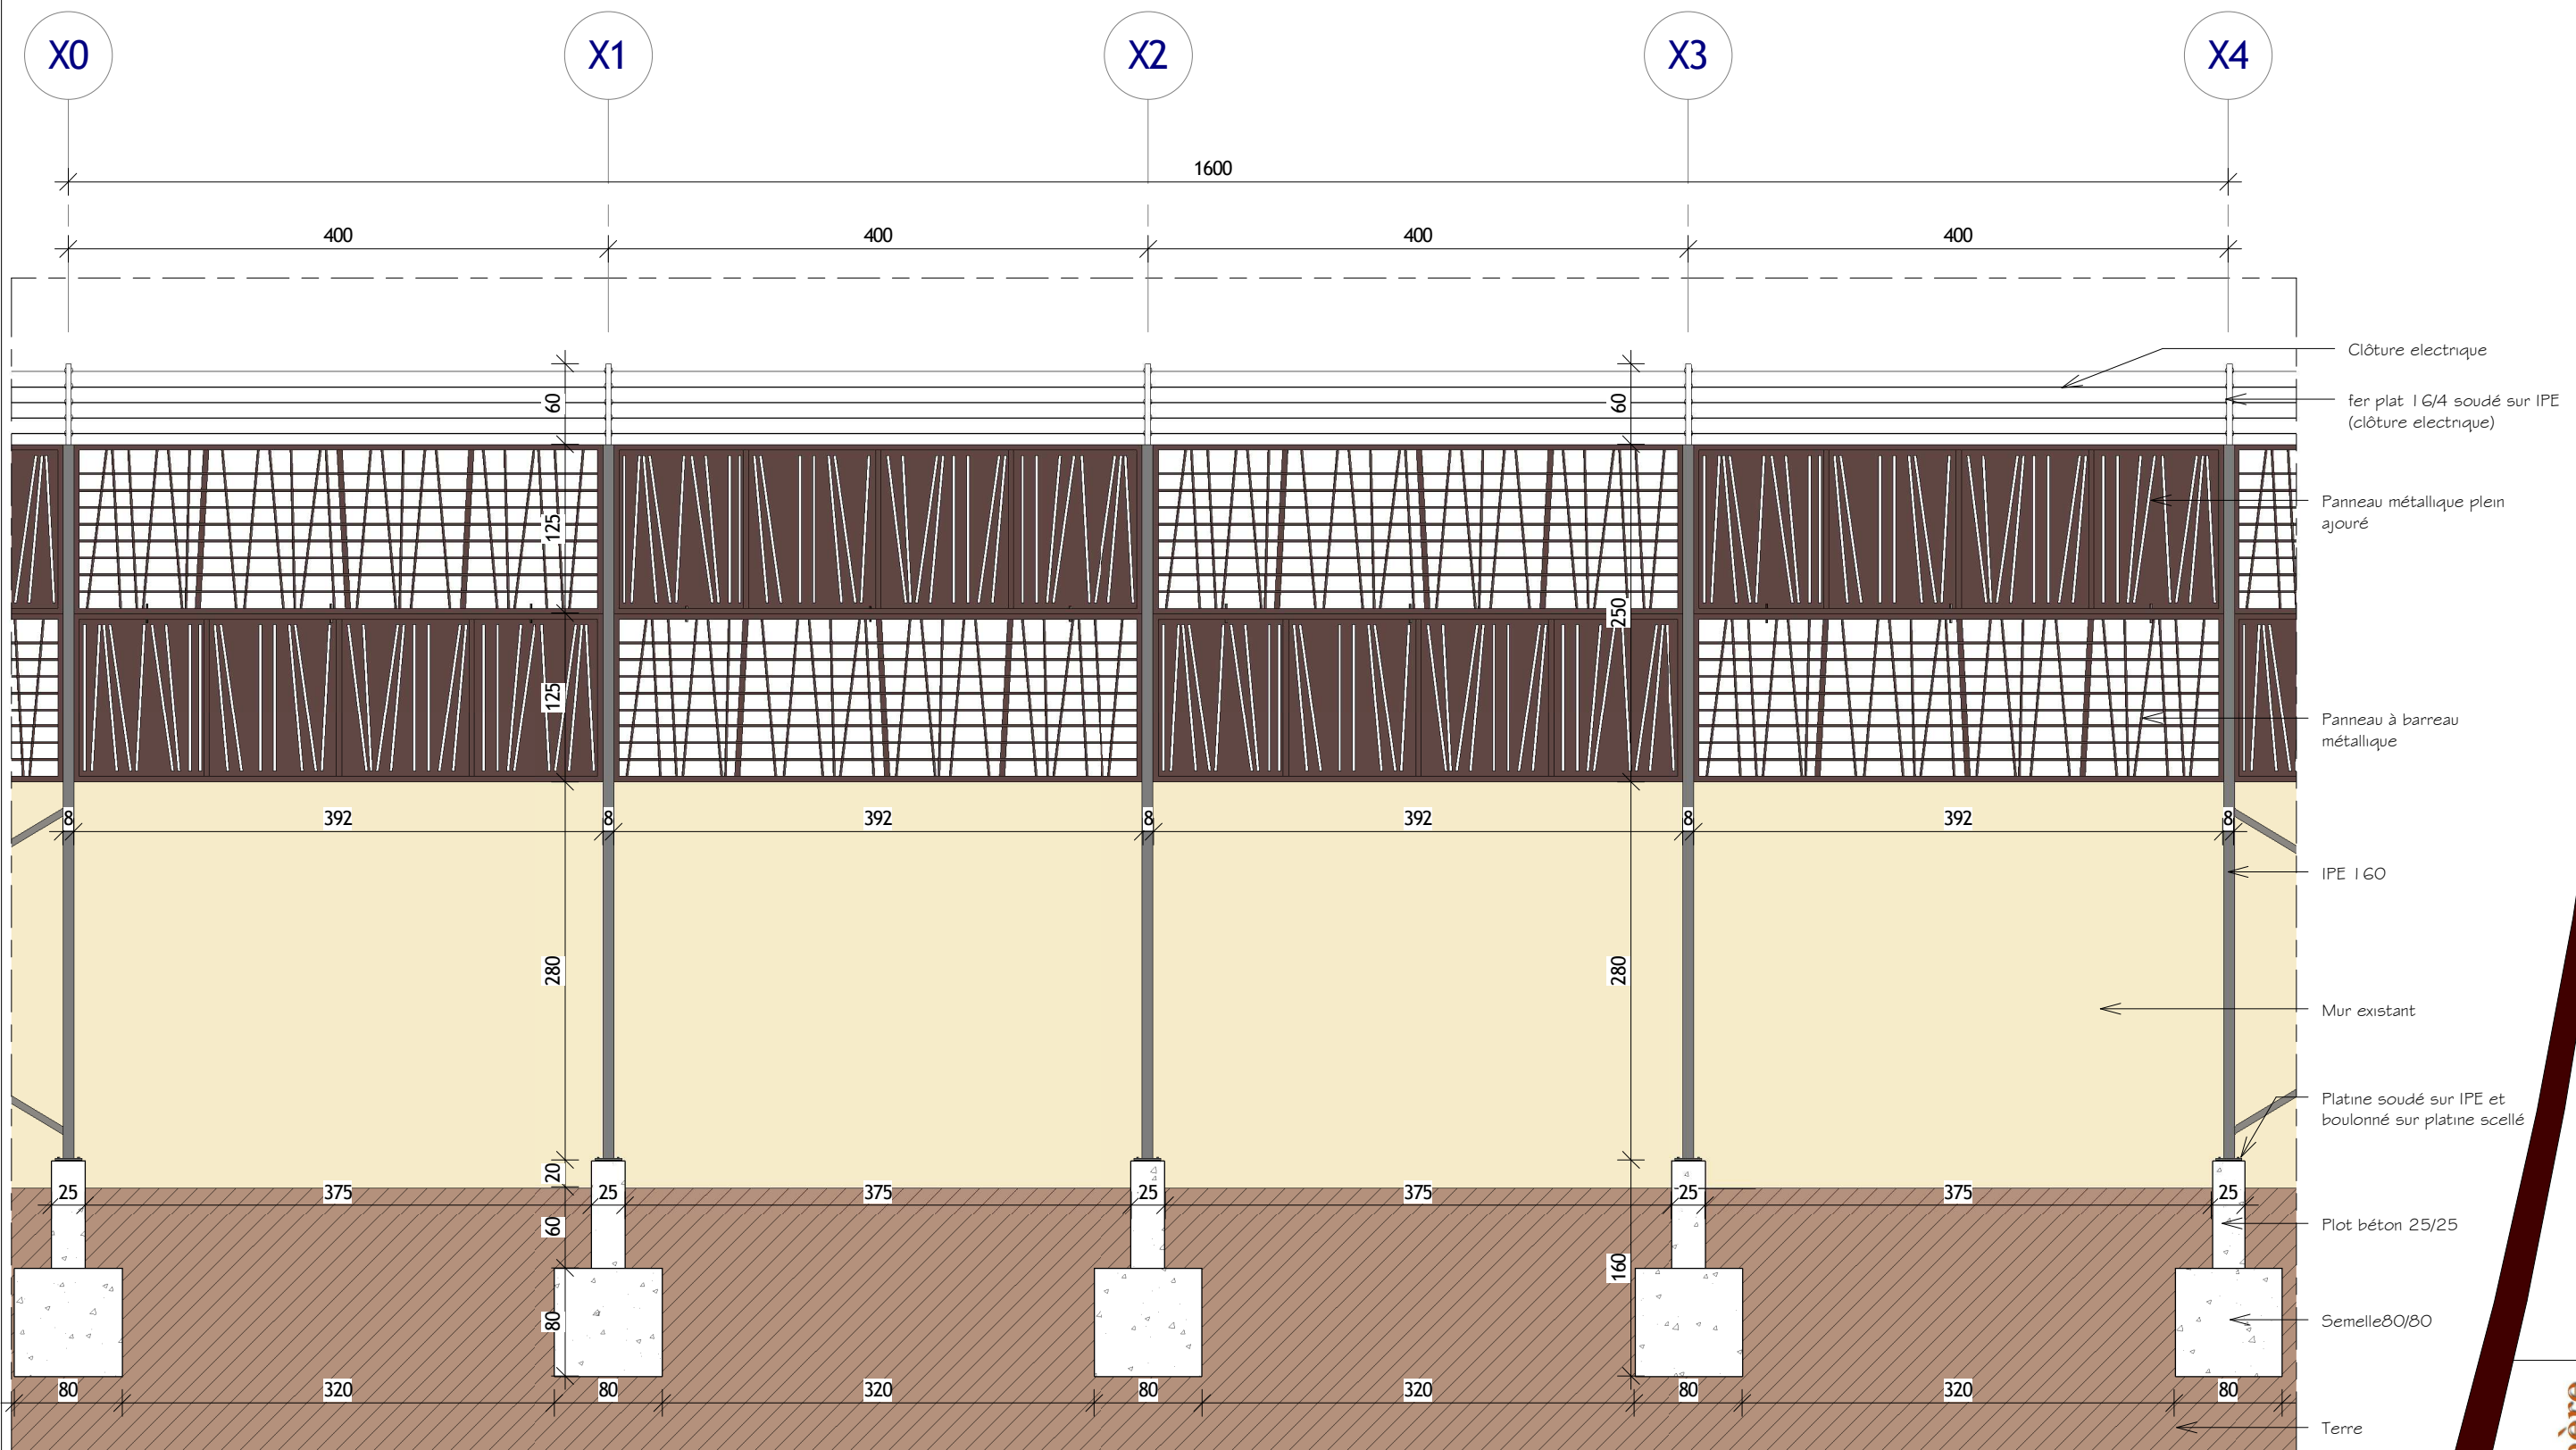 X0 X1 X2 X3 X4
1600
400 400 400 400
Clôture electrique
60 60
fer plat 16/4 soudé sur IPE
(clôture electrique)
Panneau métallique plein
ajouré
125
250
125
Panneau à barreau
métallique
8 392 8 392 8 392 8 392 8
IPE 160
280 280
Mur existant
Platine soudé sur IPE et
boulonné sur platine scellé
20
25 375 25 375 25 375 25 375 25
60
Plot béton 25/25
160
80
Semelle80/80
80 320 80 320 80 320 80 320 80
Terre